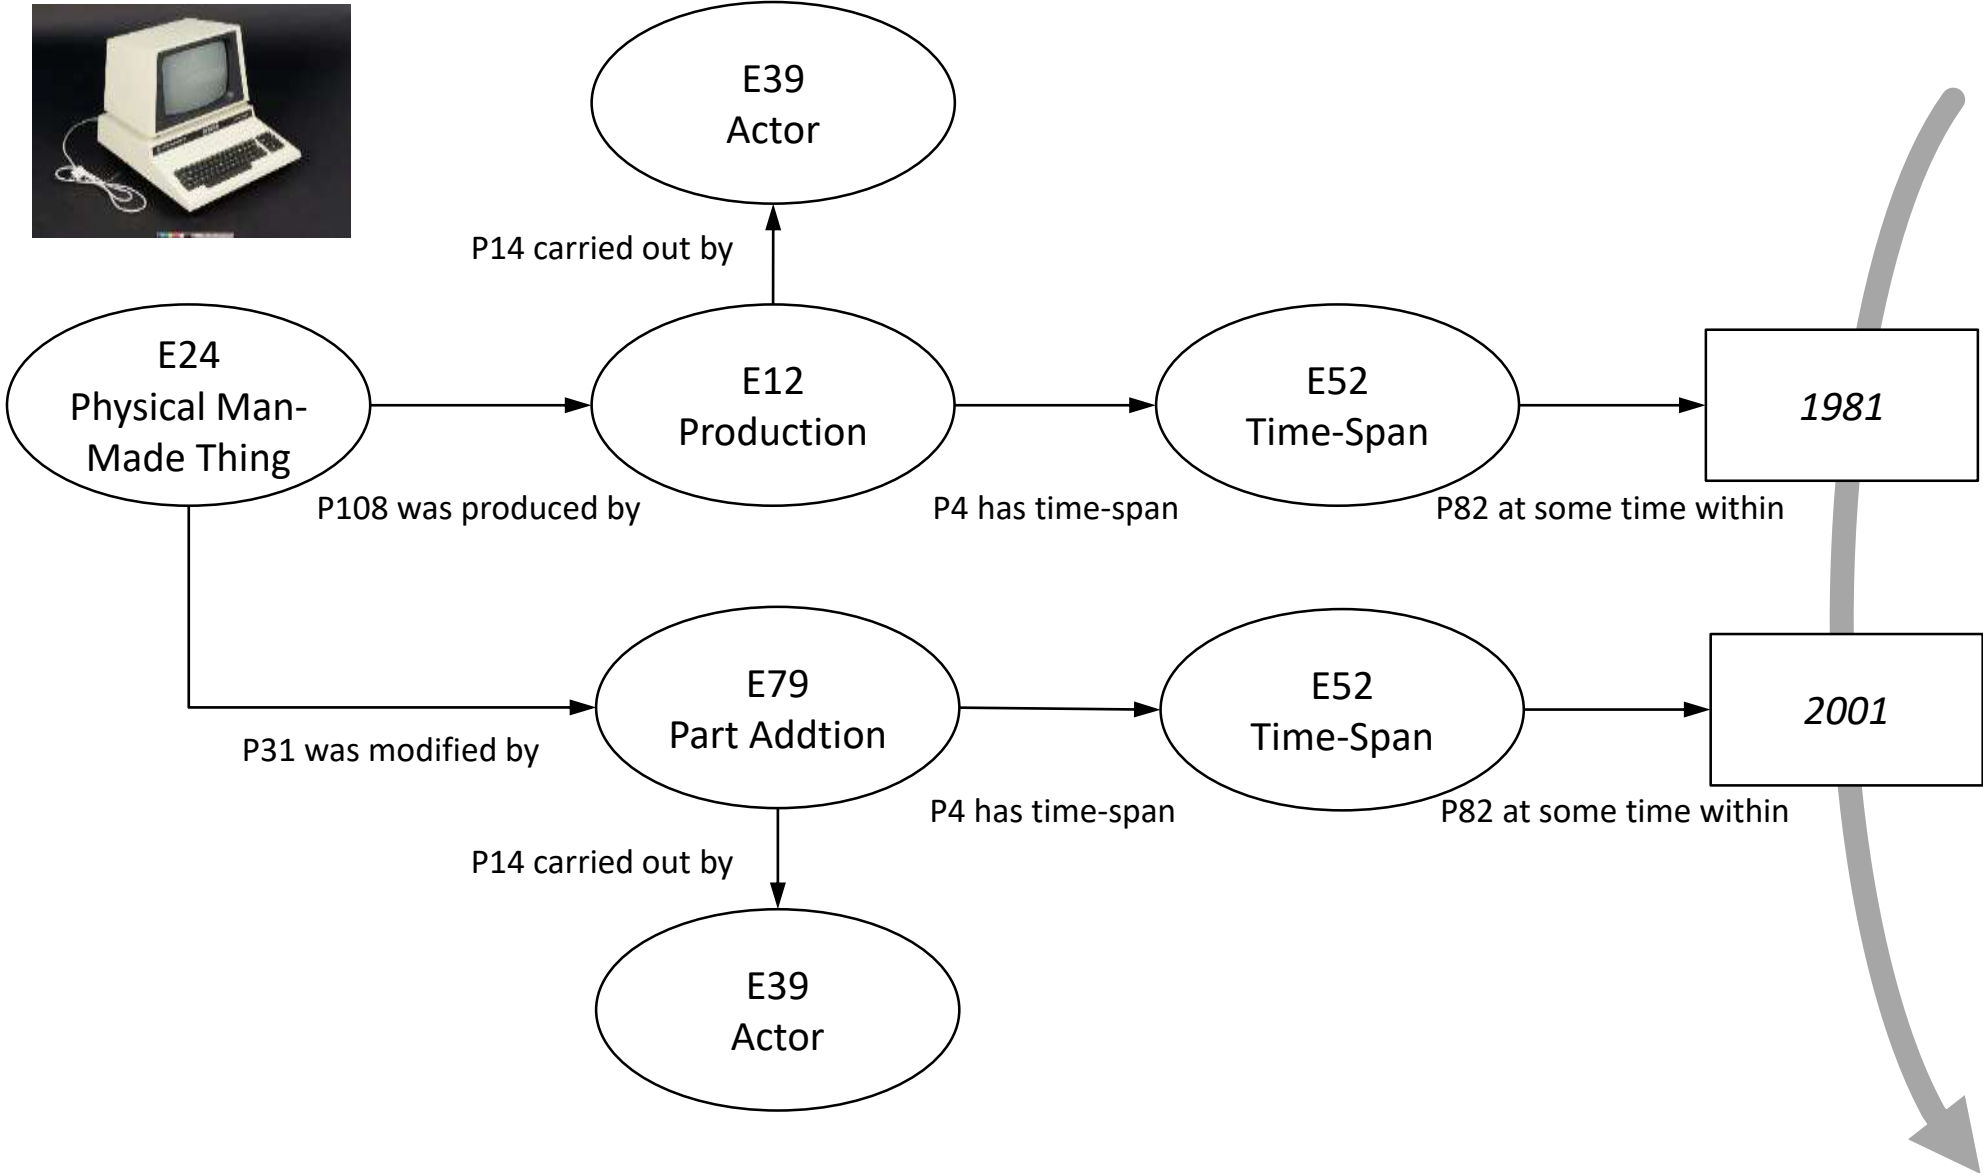 E39
Actor
P14 carried out by
E24
Physical Man-
Made Thing
P108 was produced by
E12
Production
P4 has time-span
E52
Time-Span
P82 at some time within
1981
P31 was modified by
E79
Part Addtion
P4 has time-span
E52
Time-Span
P82 at some time within
2001
P14 carried out by
E39
Actor